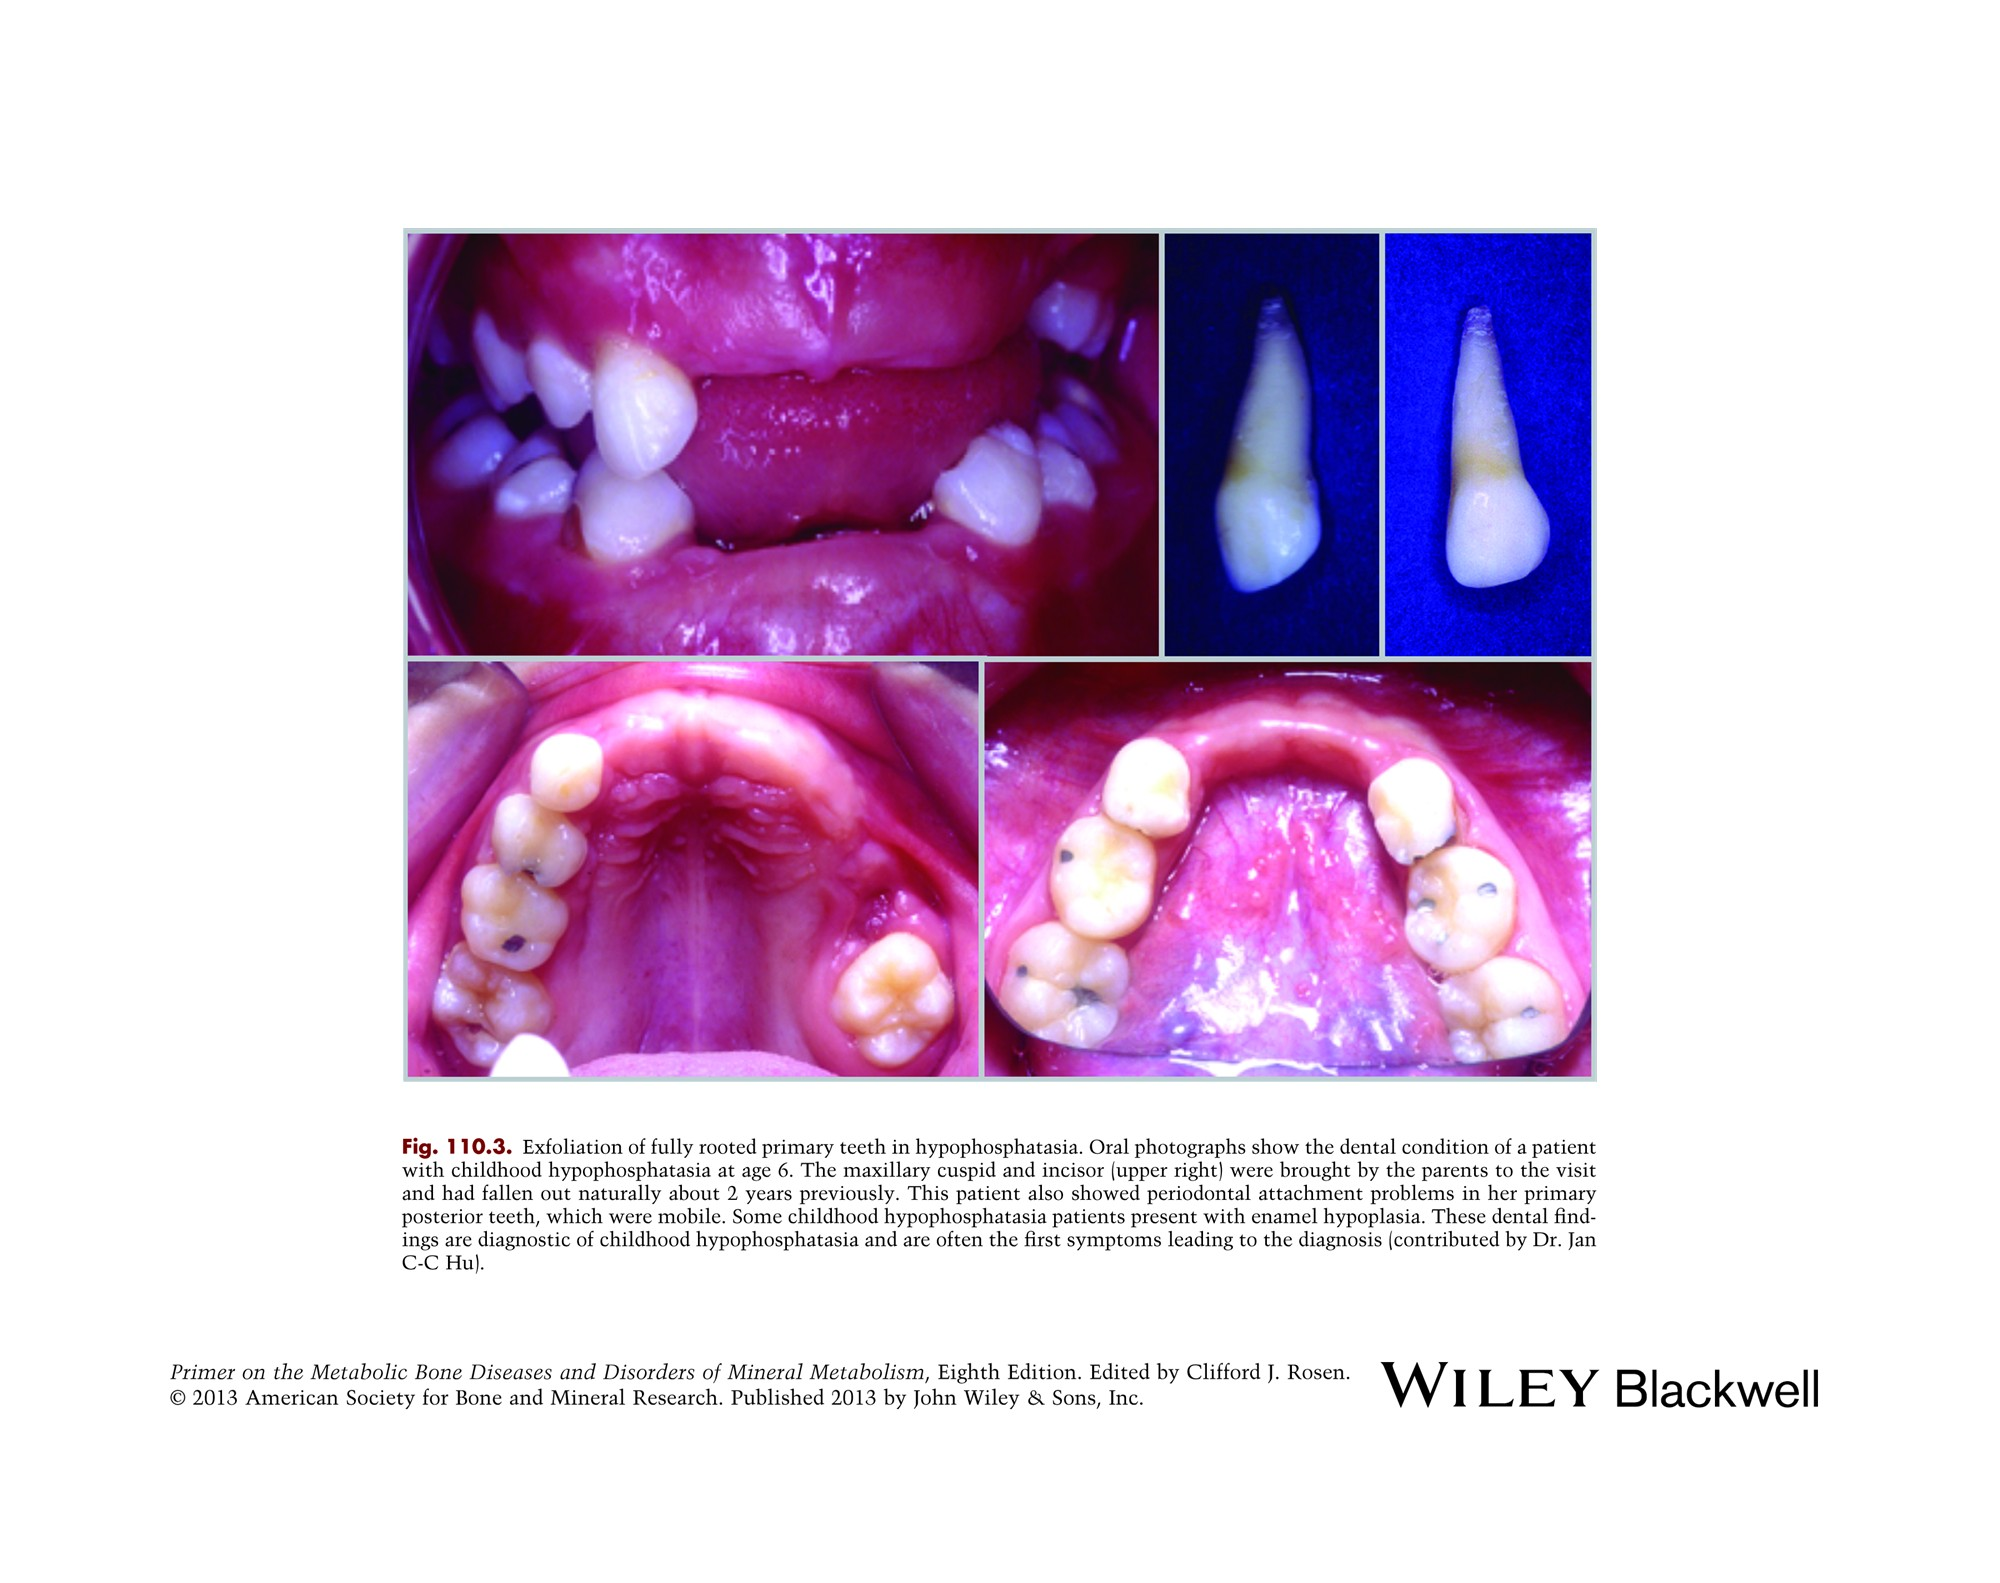 Fig. 110.3. Exfoliation of fully rooted primary teeth in hypophosphatasia. Oral photographs show the dental condition of a patient
with childhood hypophosphatasia at age 6. The maxillary cuspid and incisor (upper right) were brought by the parents to the visit
and had fallen out naturally about 2 years previously. This patient also showed periodontal attachment problems in her primary
posterior teeth, which were mobile. Some childhood hypophosphatasia patients present with enamel hypoplasia. These dental find-
ings are diagnostic of childhood hypophosphatasia and are often the first symptoms leading to the diagnosis (contributed by Dr. Jan
C-C Hu).
Primer on the Metabolic Bone Diseases and Disorders of Mineral Metabolism, Eighth Edition. Edited by Clifford J. Rosen.
© 2013 American Society for Bone and Mineral Research. Published 2013 by John Wiley & Sons, Inc.
WILEY Blackwell